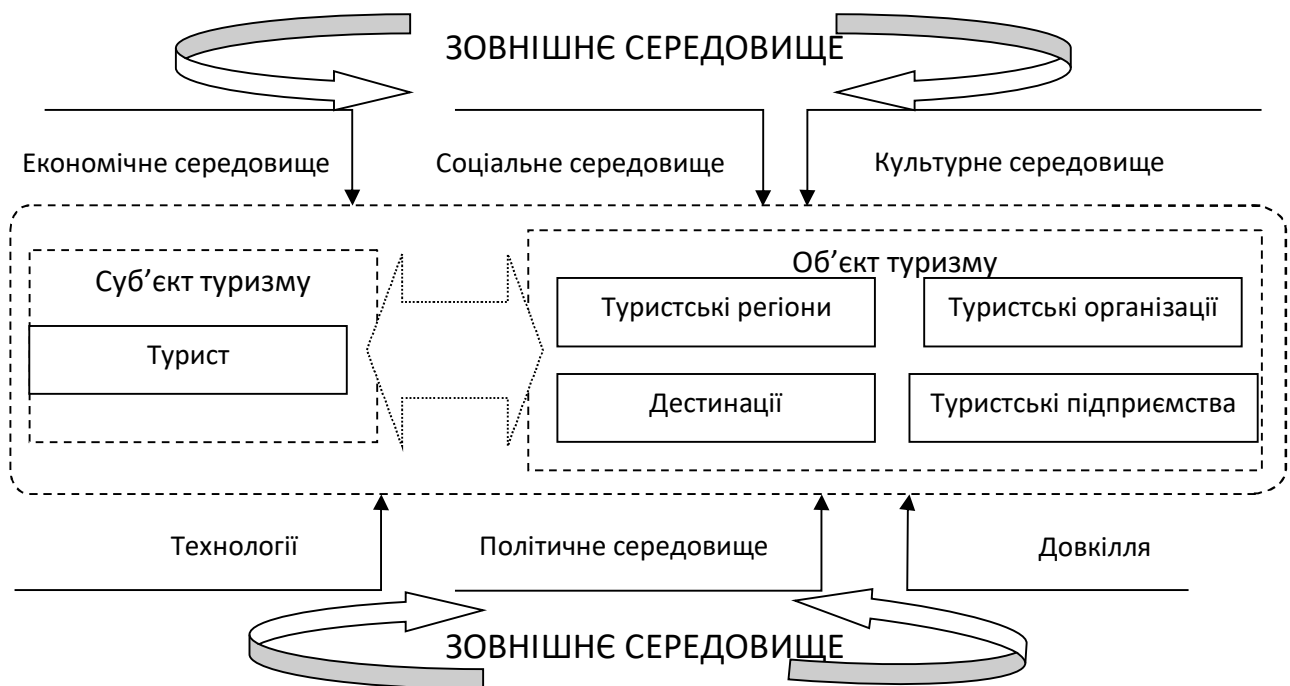 ЗОВНІШНЄ СЕРЕДОВИЩЕ
Економічне середовище
Соціальне середовище
Культурне середовище
Суб’єкт туризму
Турист
Об’єкт туризму
Туристські регіони
Туристські організації
Дестинації
Туристські підприємства
Технології
Політичне середовище
Довкілля
ЗОВНІШНЄ СЕРЕДОВИЩЕ